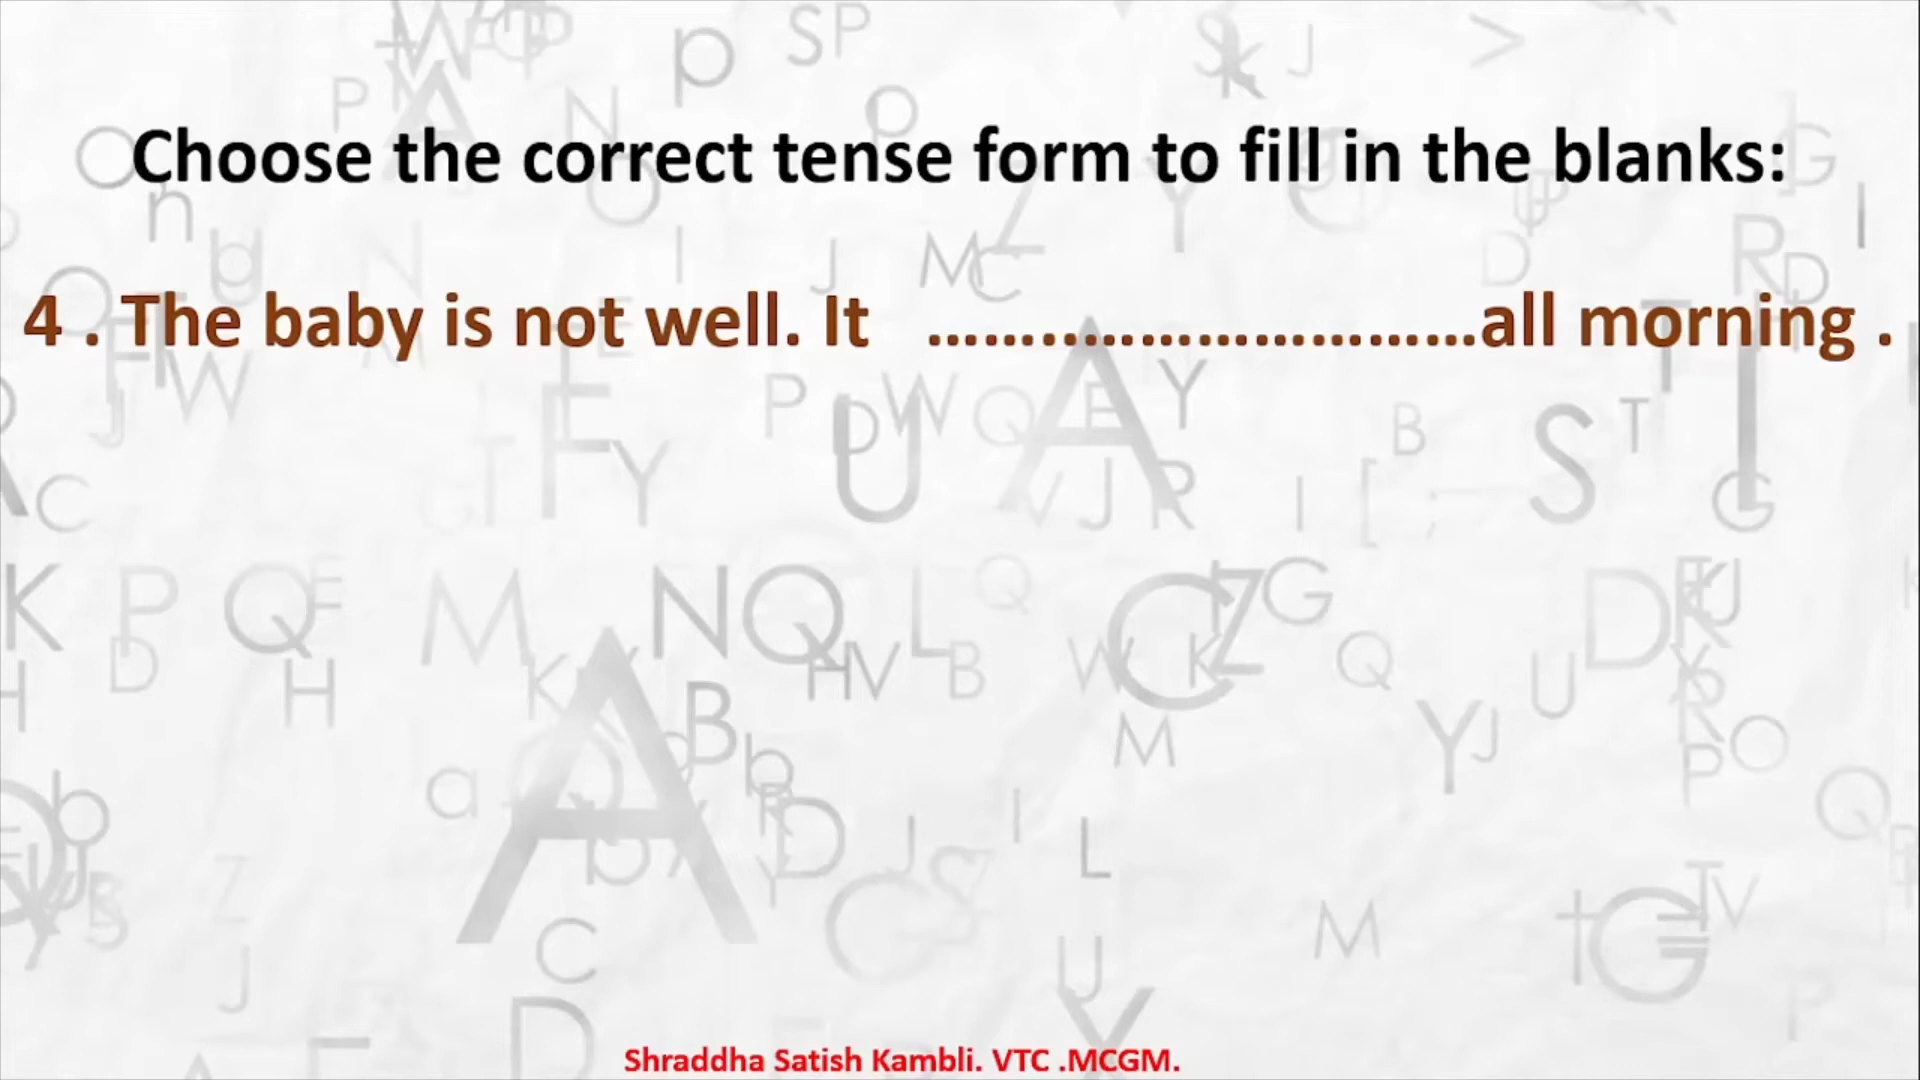 Choose the correct tense form to fill in the blanks:
4 . The baby is not well. It ................................all morning .
Shraddha Satish Kambli. VTC .MCGM.